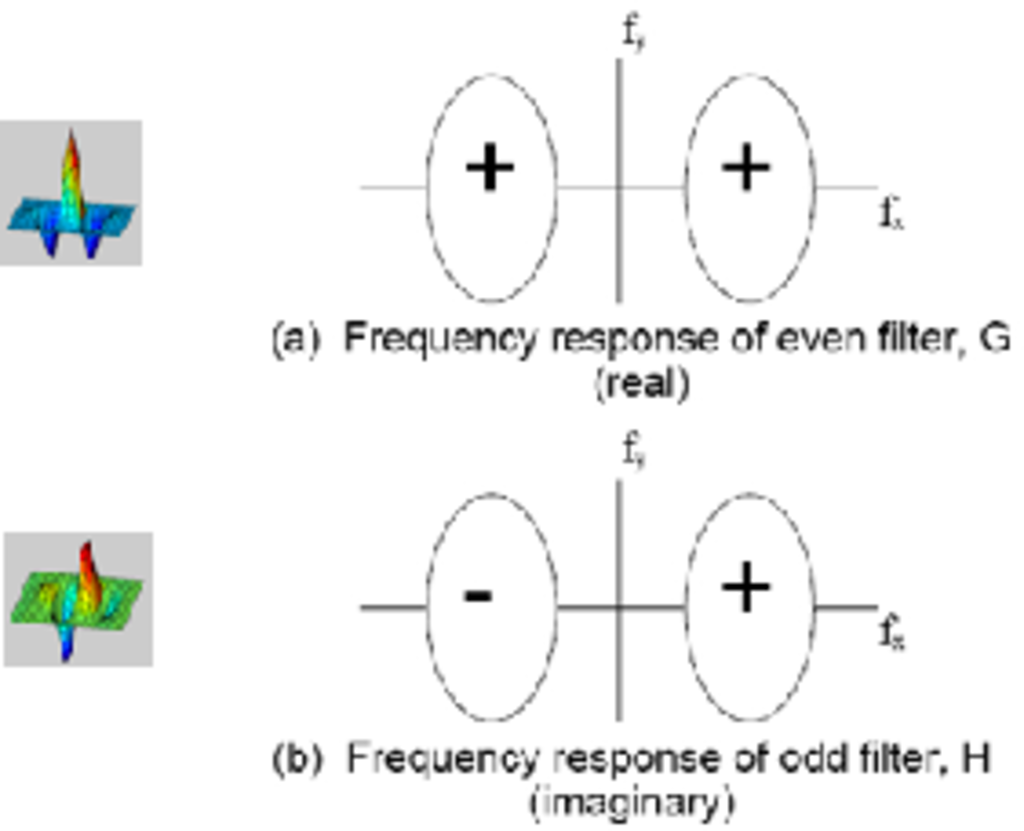 f_y
+ +
f_x
(a) Frequency response of even filter, G
(real)
f_y
- +
f_x
(b) Frequency response of odd filter, H
(imaginary)